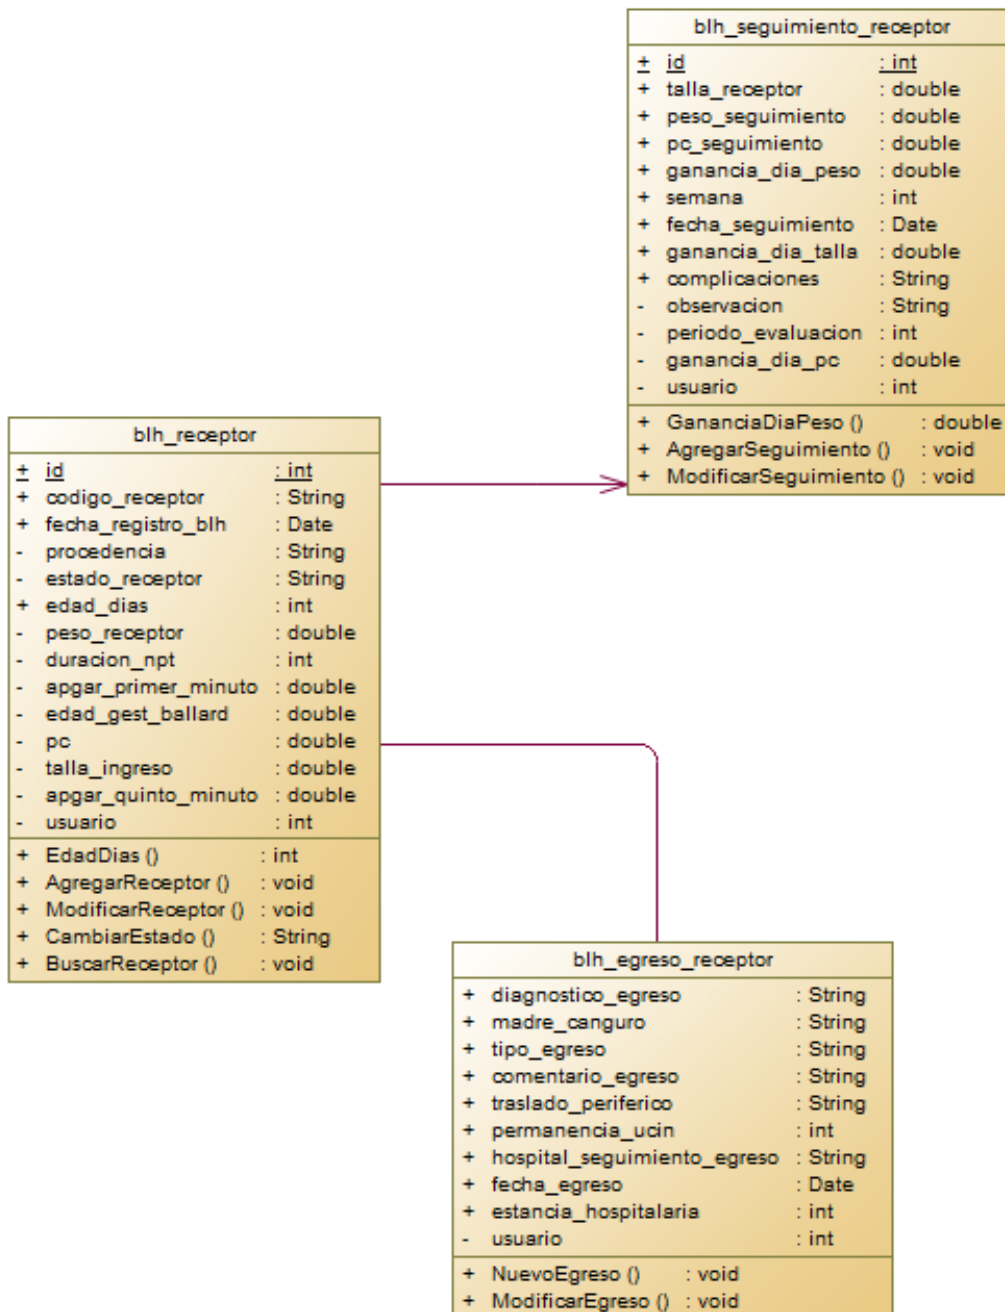 blh_seguimiento_receptor
+ id : int
+ talla_receptor : double
+ peso_seguimiento : double
+ pc_seguimiento : double
+ ganancia_dia_peso : double
+ semana : int
+ fecha_seguimiento : Date
+ ganancia_dia_talla : double
+ complicaciones : String
- observacion : String
- periodo_evaluacion : int
- ganancia_dia_pc : double
- usuario : int
+ GananciaDiaPeso () : double
+ AgregarSeguimiento () : void
+ ModificarSeguimiento () : void
blh_receptor
+ id : int
+ codigo_receptor : String
+ fecha_registro_blh : Date
- procedencia : String
- estado_receptor : String
+ edad_dias : int
- peso_receptor : double
- duracion_npt : int
- apgar_primer_minuto : double
- edad_gest_ballard : double
- pc : double
- talla_ingreso : double
- apgar_quinto_minuto : double
- usuario : int
+ EdadDias () : int
+ AgregarReceptor () : void
+ ModificarReceptor () : void
+ CambiarEstado () : String
+ BuscarReceptor () : void
blh_egreso_receptor
+ diagnostico_egreso : String
+ madre_canguro : String
+ tipo_egreso : String
+ comentario_egreso : String
+ traslado_periferico : String
+ permanencia_ucin : int
+ hospital_seguimiento_egreso : String
+ fecha_egreso : Date
+ estancia_hospitalaria : int
- usuario : int
+ NuevoEgreso () : void
+ ModificarEgreso () : void